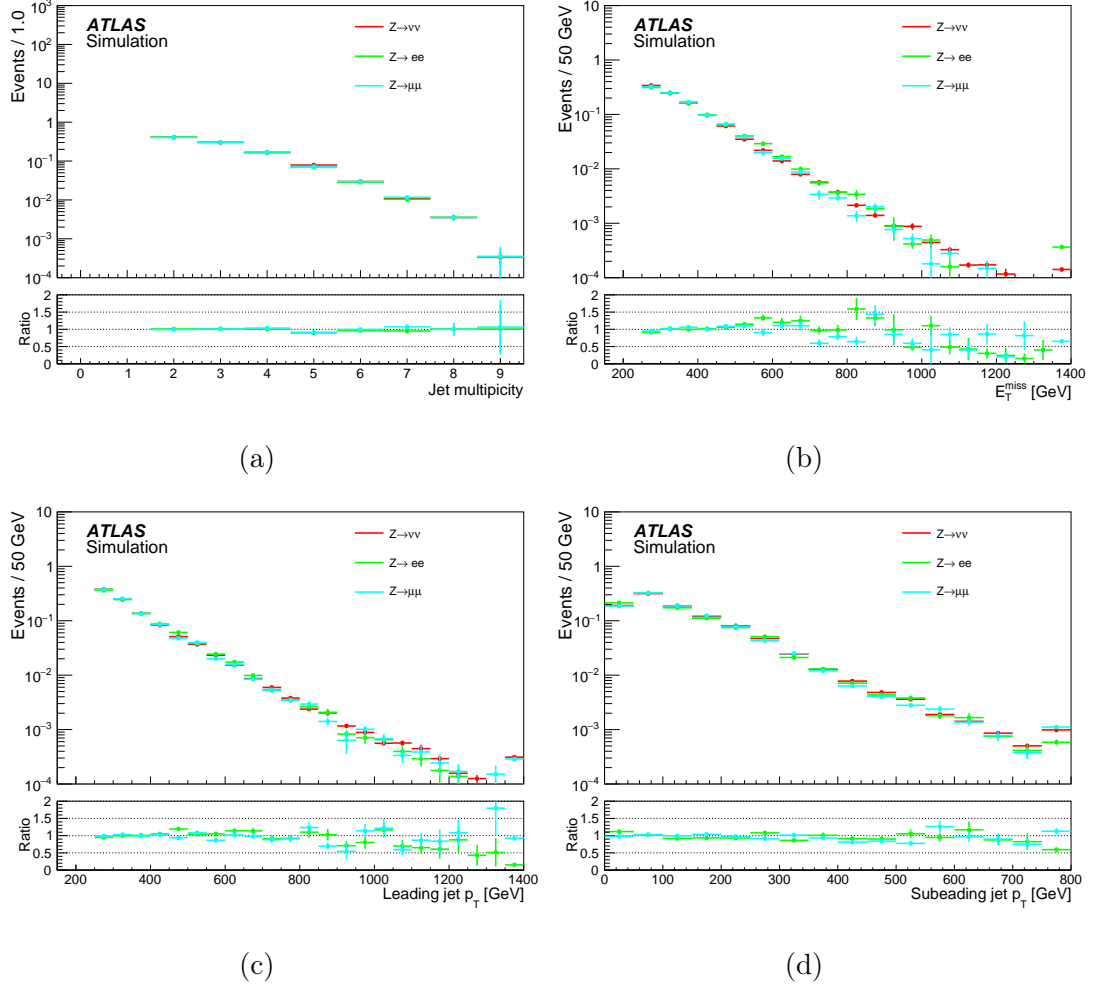 Events / 1.0
10³
10²
10
1
10⁻¹
10⁻²
10⁻³
10⁻⁴
ATLAS
Simulation
Z→νν
Z→ ee
Z→μμ
Ratio
2
1.5
1
0.5
0
0 1 2 3 4 5 6 7 8 9
Jet multipicity
(a)
Events / 50 GeV
10
1
10⁻¹
10⁻²
10⁻³
10⁻⁴
ATLAS
Simulation
Z→νν
Z→ ee
Z→μμ
Ratio
2
1.5
1
0.5
0
200 400 600 800 1000 1200 1400
E_T^miss [GeV]
(b)
Events / 50 GeV
10
1
10⁻¹
10⁻²
10⁻³
10⁻⁴
ATLAS
Simulation
Z→νν
Z→ ee
Z→μμ
Ratio
2
1.5
1
0.5
0
200 400 600 800 1000 1200 1400
Leading jet p_T [GeV]
(c)
Events / 50 GeV
10
1
10⁻¹
10⁻²
10⁻³
10⁻⁴
ATLAS
Simulation
Z→νν
Z→ ee
Z→μμ
Ratio
2
1.5
1
0.5
0
0 100 200 300 400 500 600 700 800
Subeading jet p_T [GeV]
(d)